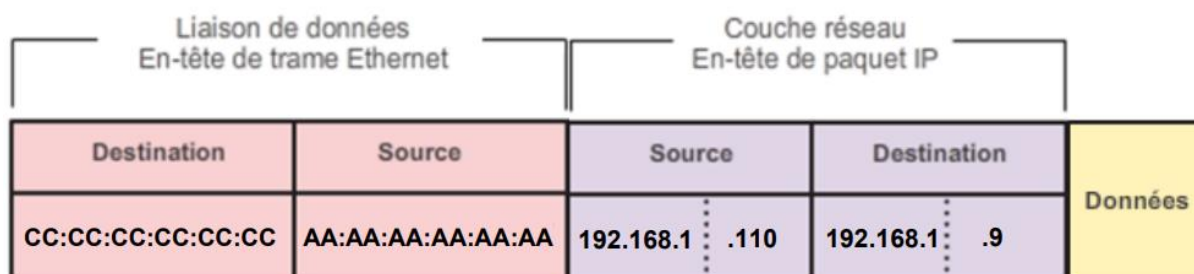 Liaison de données
En-tête de trame Ethernet
Couche réseau
En-tête de paquet IP
Destination
Source
Source
Destination
Données
CC:CC:CC:CC:CC:CC
AA:AA:AA:AA:AA:AA
192.168.1 .110
192.168.1 .9